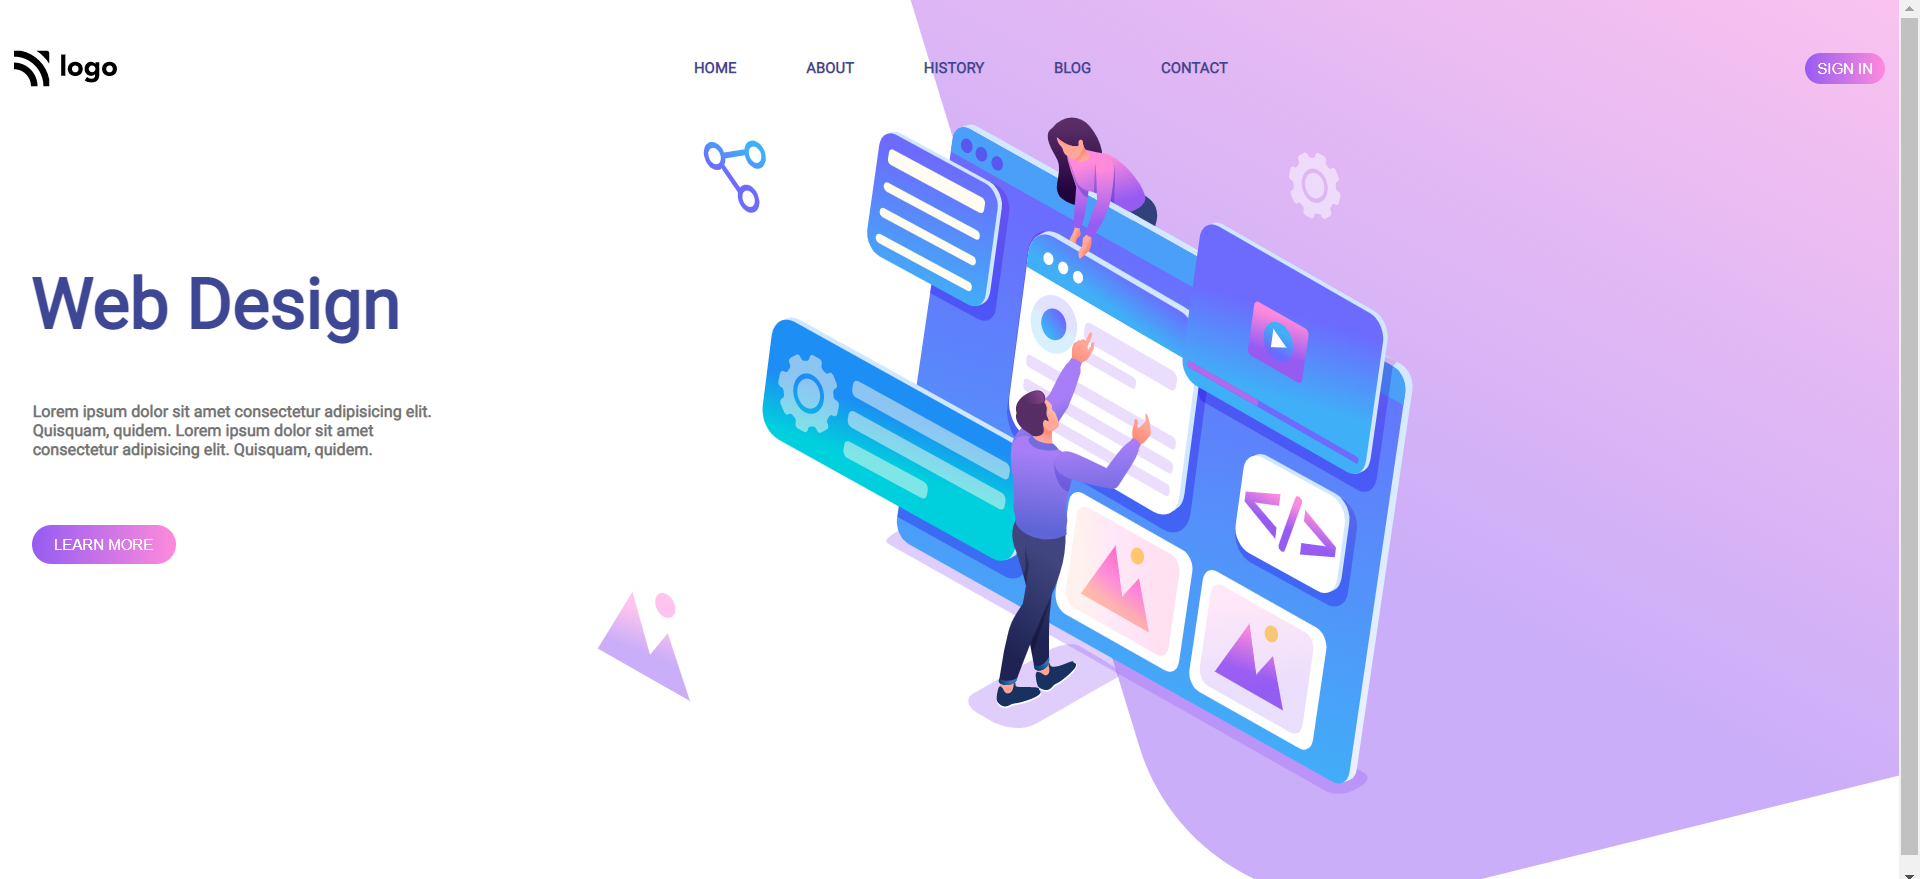 logo
HOME
ABOUT
HISTORY
BLOG
CONTACT
SIGN IN
Web Design
Lorem ipsum dolor sit amet consectetur adipisicing elit.
Quisquam, quidem. Lorem ipsum dolor sit amet
consectetur adipisicing elit. Quisquam, quidem.
LEARN MORE